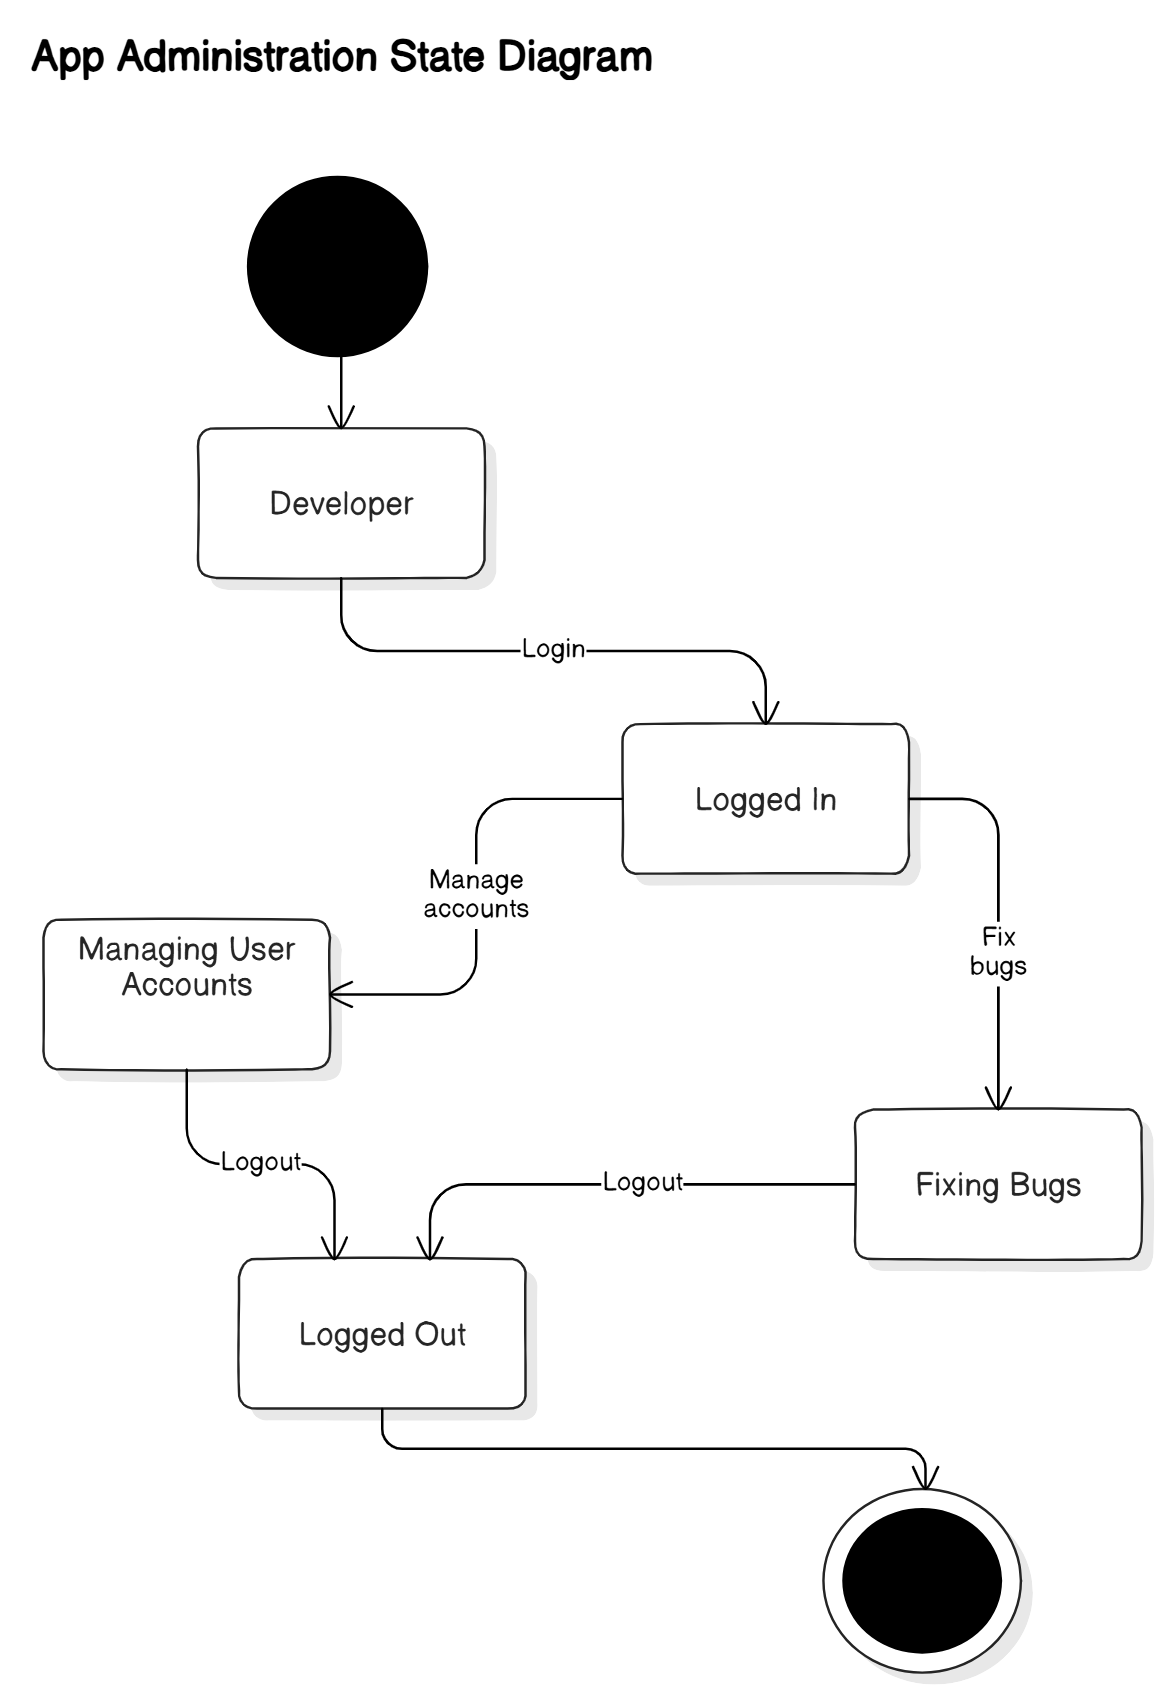 App Administration State Diagram
Developer
Login
Logged In
Manage
accounts
Fix
bugs
Managing User
Accounts
Logout
Logout
Fixing Bugs
Logged Out